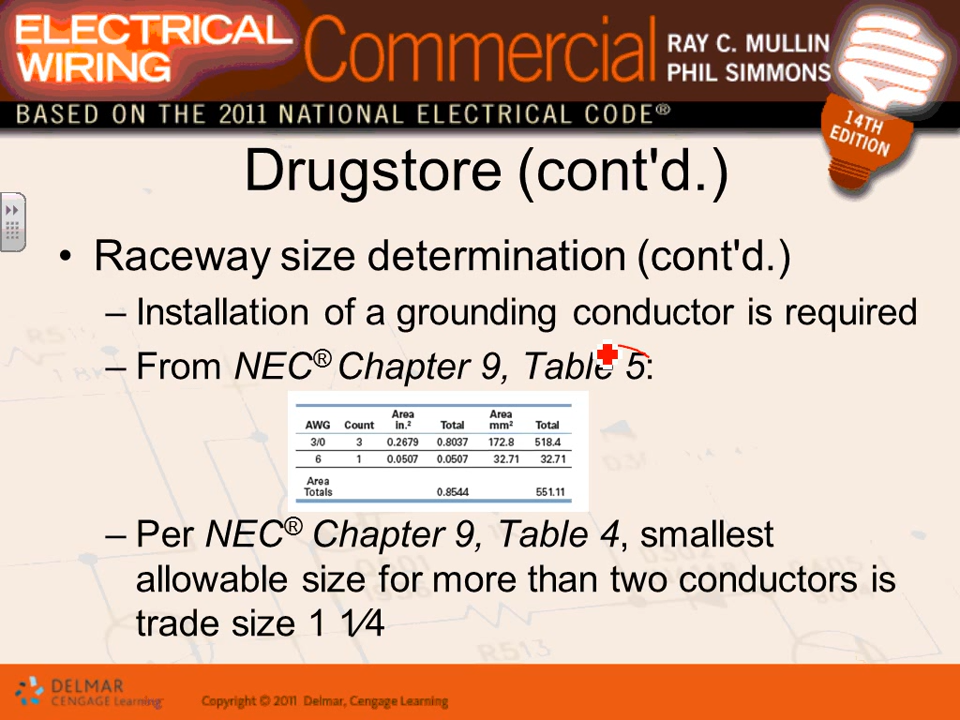 ELECTRICAL
WIRING
Commercial
RAY C. MULLIN
PHIL SIMMONS
BASED ON THE 2011 NATIONAL ELECTRICAL CODE®
14TH
EDITION
Drugstore (cont'd.)
• Raceway size determination (cont'd.)
– Installation of a grounding conductor is required
– From NEC® Chapter 9, Table 5:
AWG Count Area in.² Total Area mm² Total
3/0 3 0.2679 0.8037 172.8 518.4
6 1 0.0507 0.0507 32.71 32.71
Area Totals 0.8544 551.11
– Per NEC® Chapter 9, Table 4, smallest
allowable size for more than two conductors is
trade size 1 1⁄4
DELMAR
CENGAGE Learning
Copyright © 2011 Delmar, Cengage Learning